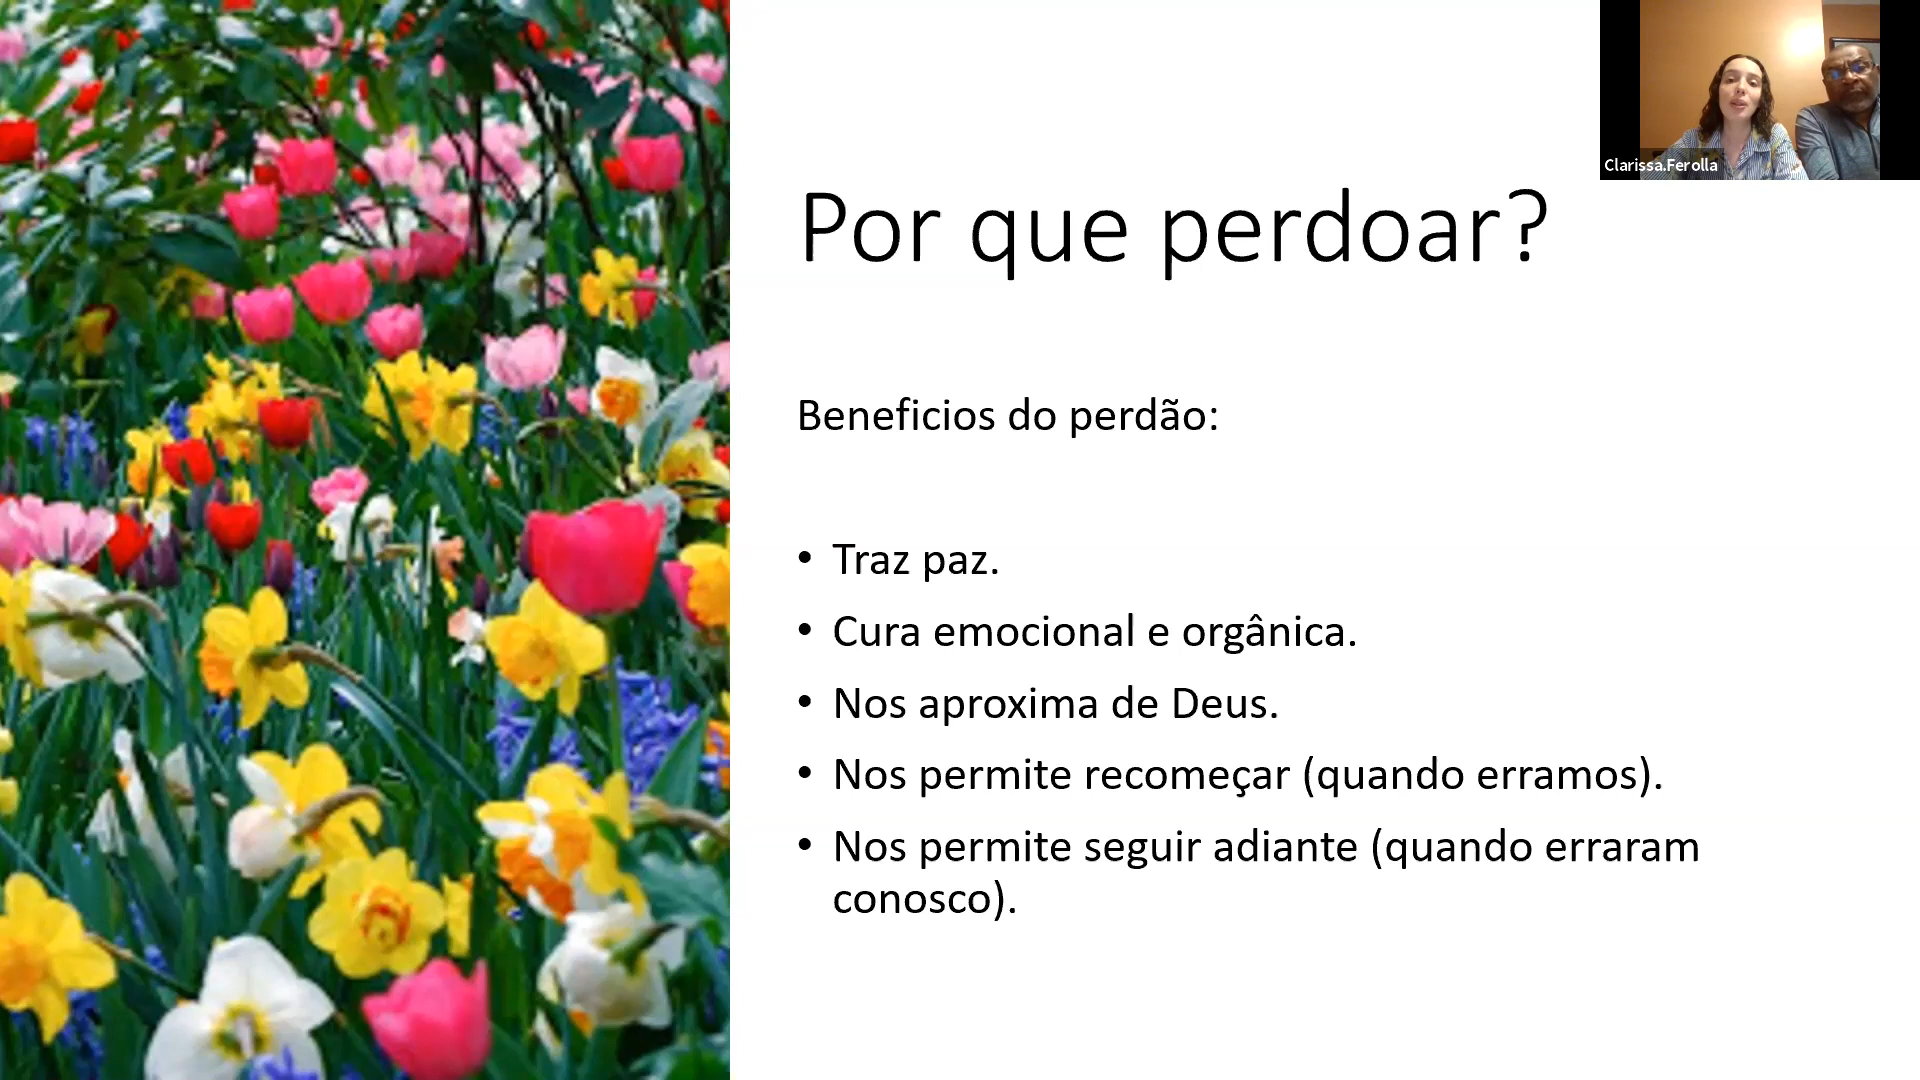 Clarissa.Ferolla
Por que perdoar?
Beneficios do perdão:
• Traz paz.
• Cura emocional e orgânica.
• Nos aproxima de Deus.
• Nos permite recomeçar (quando erramos).
• Nos permite seguir adiante (quando erraram
conosco).